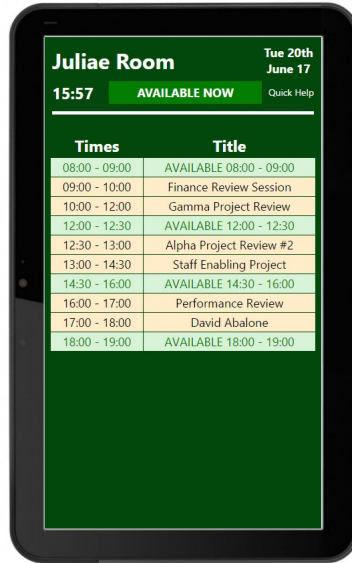 Juliae Room
Tue 20th
June 17
15:57 AVAILABLE NOW Quick Help
Times Title
08:00 - 09:00 AVAILABLE 08:00 - 09:00
09:00 - 10:00 Finance Review Session
10:00 - 12:00 Gamma Project Review
12:00 - 12:30 AVAILABLE 12:00 - 12:30
12:30 - 13:00 Alpha Project Review #2
13:00 - 14:30 Staff Enabling Project
14:30 - 16:00 AVAILABLE 14:30 - 16:00
16:00 - 17:00 Performance Review
17:00 - 18:00 David Abalone
18:00 - 19:00 AVAILABLE 18:00 - 19:00